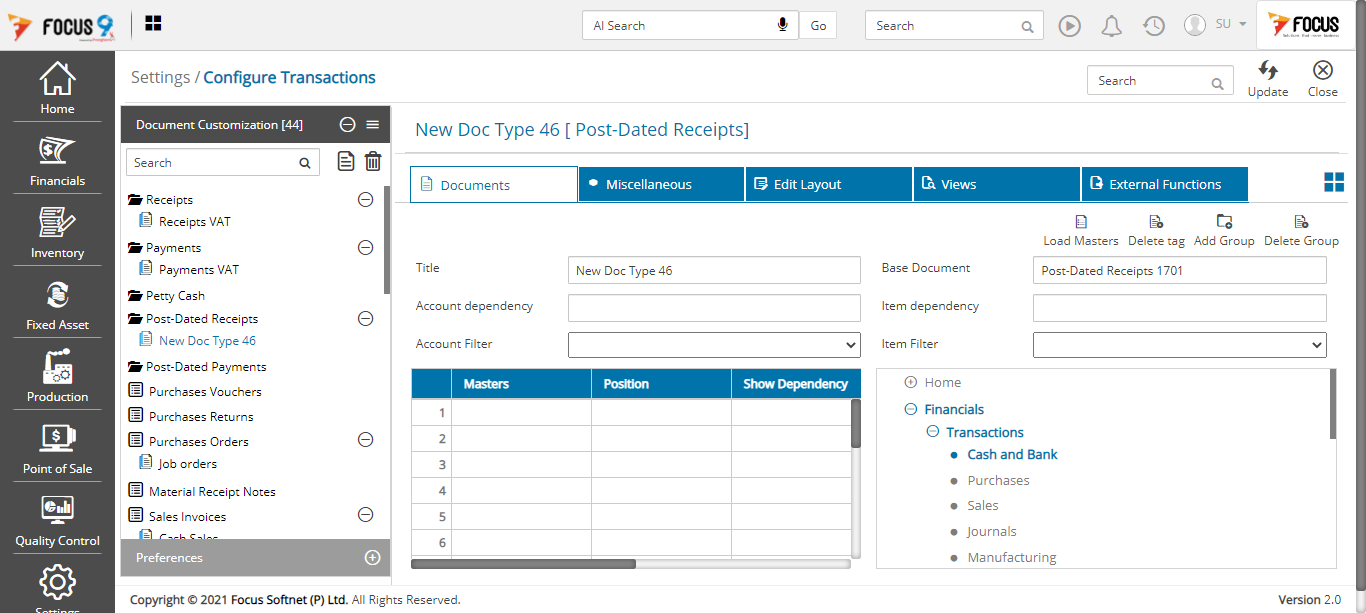 FOCUS 9
AI Search
Go
Search
SU
FOCUS
Home
Financials
Inventory
Fixed Asset
Production
Point of Sale
Quality Control
Settings
Settings / Configure Transactions
Search
Update
Close
Document Customization [44]
Search
Receipts
Receipts VAT
Payments
Payments VAT
Petty Cash
Post-Dated Receipts
New Doc Type 46
Post-Dated Payments
Purchases Vouchers
Purchases Returns
Purchases Orders
Job orders
Material Receipt Notes
Sales Invoices
Cash Sales
Preferences
New Doc Type 46 [ Post-Dated Receipts]
Documents
Miscellaneous
Edit Layout
Views
External Functions
Load Masters
Delete tag
Add Group
Delete Group
Title
New Doc Type 46
Base Document
Post-Dated Receipts 1701
Account dependency
Item dependency
Account Filter
Item Filter
Masters
Position
Show Dependency
1
2
3
4
5
6
Home
Financials
Transactions
Cash and Bank
Purchases
Sales
Journals
Manufacturing
Copyright © 2021 Focus Softnet (P) Ltd. All Rights Reserved.
Version 2.0